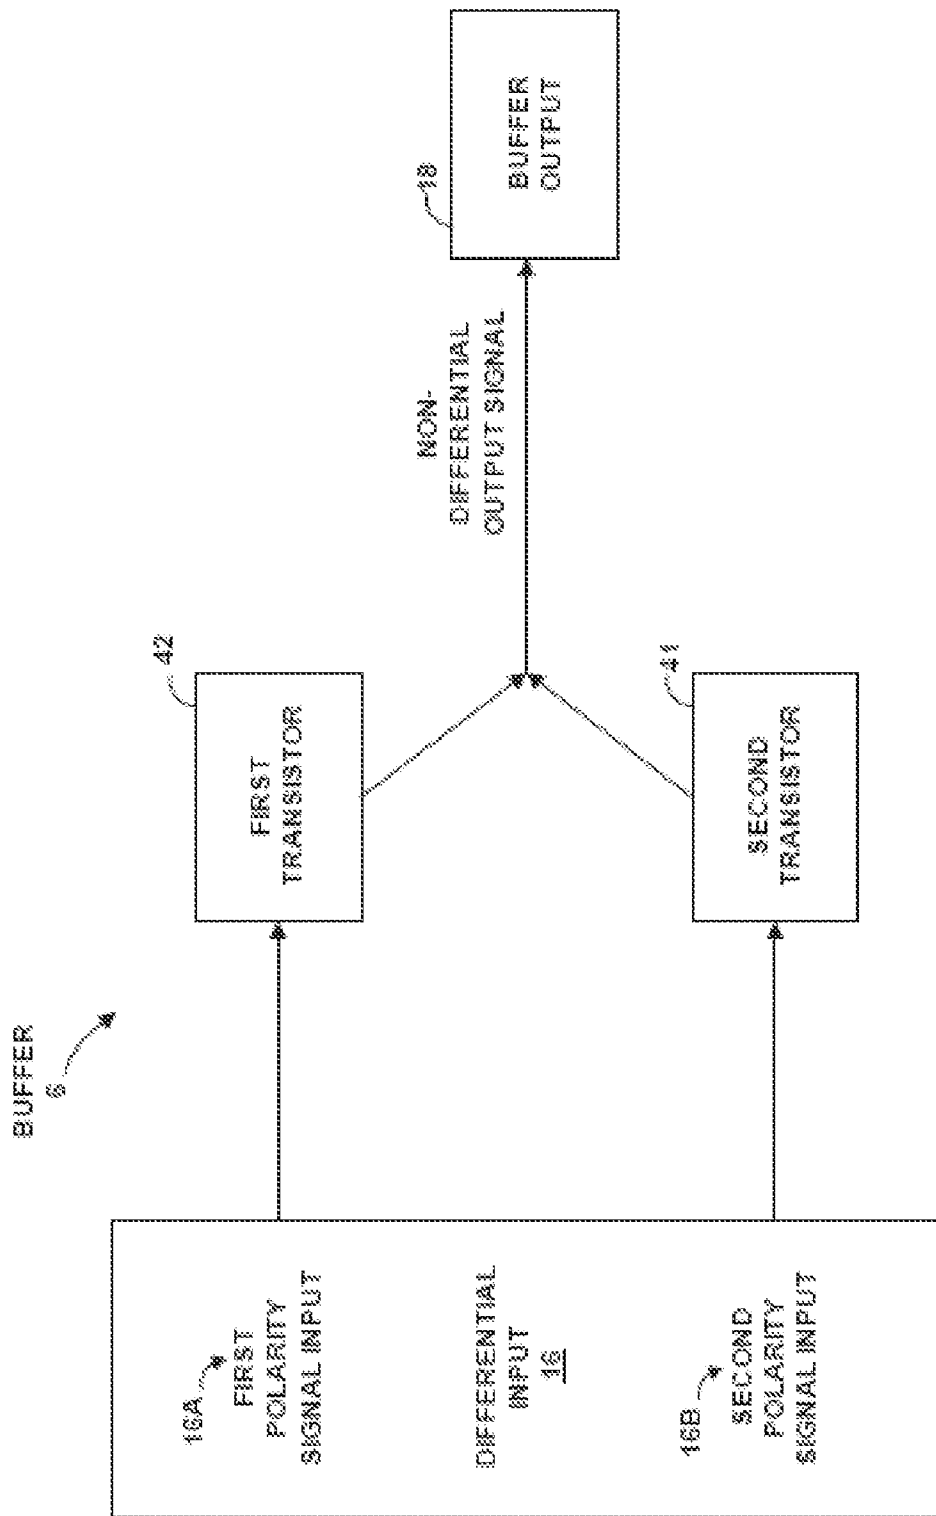 BUFFER
6
16A
FIRST
POLARITY
SIGNAL INPUT
DIFFERENTIAL
INPUT
16
16B
SECOND
POLARITY
SIGNAL INPUT
42
FIRST
TRANSISTOR
41
SECOND
TRANSISTOR
NON-
DIFFERENTIAL
OUTPUT SIGNAL
18
BUFFER
OUTPUT